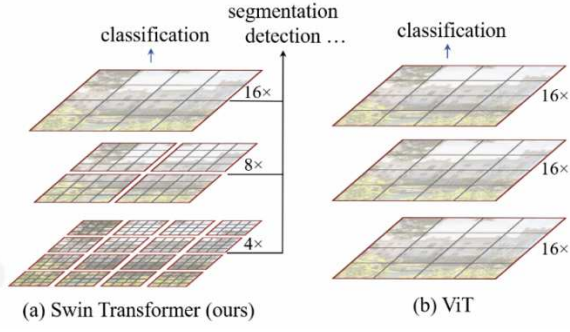 segmentation
classification
detection …
classification
16×
16×
8×
16×
4×
16×
(a) Swin Transformer (ours)
(b) ViT